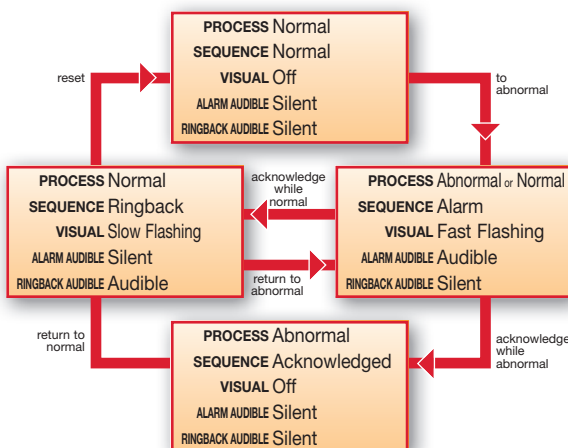 PROCESS Normal
SEQUENCE Normal
VISUAL Off
ALARM AUDIBLE Silent
RINGBACK AUDIBLE Silent
reset
to
abnormal
PROCESS Normal
SEQUENCE Ringback
VISUAL Slow Flashing
ALARM AUDIBLE Silent
RINGBACK AUDIBLE Audible
acknowledge
while
normal
return to
abnormal
PROCESS Abnormal or Normal
SEQUENCE Alarm
VISUAL Fast Flashing
ALARM AUDIBLE Audible
RINGBACK AUDIBLE Silent
return to
normal
PROCESS Abnormal
SEQUENCE Acknowledged
VISUAL Off
ALARM AUDIBLE Silent
RINGBACK AUDIBLE Silent
acknowledge
while
abnormal